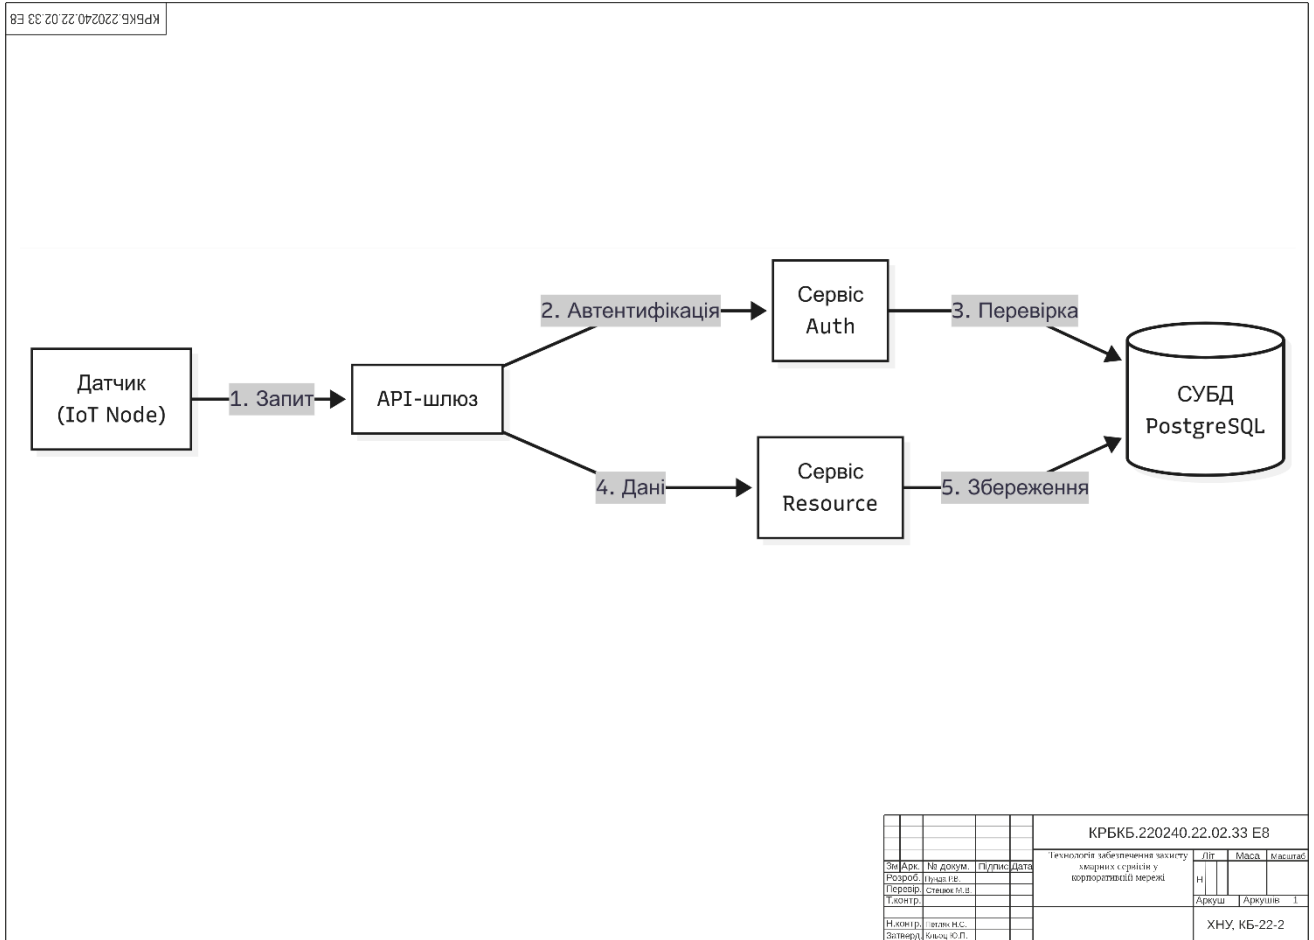 КРБКБ.220240.22.02.33 Е8
Датчик
(IoT Node)
1. Запит
API-шлюз
2. Автентифікація
Сервіс
Auth
3. Перевірка
4. Дані
Сервіс
Resource
5. Збереження
СУБД
PostgreSQL
КРБКБ.220240.22.02.33 Е8
Технологія забезпечення захисту
хмарних сервісів у
корпоративній мережі
Літ Маса Масштаб
Н
Аркуш Аркушів 1
ХНУ, КБ-22-2
Зм Арк. № докум. Підпис Дата
Розроб. Пунда Р.В.
Перевір. Стецюк М.В.
Т.контр.
Н.контр. Петляк Н.С.
Затверд. Кльоц Ю.П.